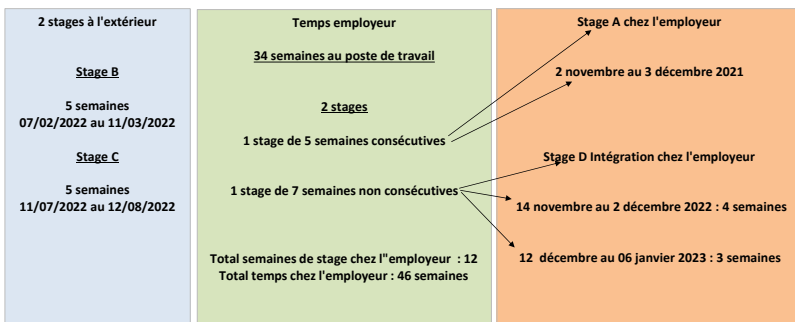 2 stages à l'extérieur
Stage B
5 semaines
07/02/2022 au 11/03/2022
Stage C
5 semaines
11/07/2022 au 12/08/2022
Temps employeur
34 semaines au poste de travail
2 stages
1 stage de 5 semaines consécutives
1 stage de 7 semaines non consécutives
Total semaines de stage chez l"employeur : 12
Total temps chez l'employeur : 46 semaines
Stage A chez l'employeur
2 novembre au 3 décembre 2021
Stage D Intégration chez l'employeur
14 novembre au 2 décembre 2022 : 4 semaines
12 décembre au 06 janvier 2023 : 3 semaines